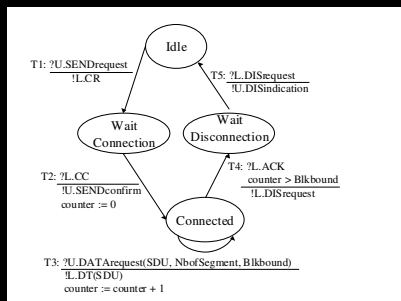 Idle
T1: ?U.SENDrequest
!L.CR
T5: ?L.DISrequest
!U.DISindication
Wait
Connection
Wait
Disconnection
T2: ?L.CC
!U.SENDconfirm
counter := 0
T4: ?L.ACK
counter > Blkbound
!L.DISrequest
Connected
T3: ?U.DATArequest(SDU, NbofSegment, Blkbound)
!L.DT(SDU)
counter := counter + 1